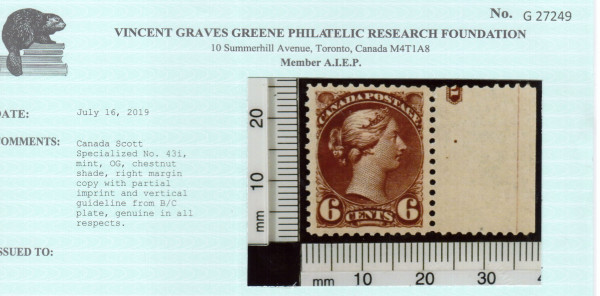 No. G 27249
VINCENT GRAVES GREENE PHILATELIC RESEARCH FOUNDATION
10 Summerhill Avenue, Toronto, Canada M4T1A8
Member A.I.E.P.
DATE: July 16, 2019
COMMENTS: Canada Scott
Specialized No. 43i,
mint, OG, chestnut
shade, right margin
copy with partial
imprint and vertical
guideline from B/C
plate, genuine in all
respects.
ISSUED TO:
20
10
mm
CANADA POSTAGE
6 CENTS 6
mm 10 20 30